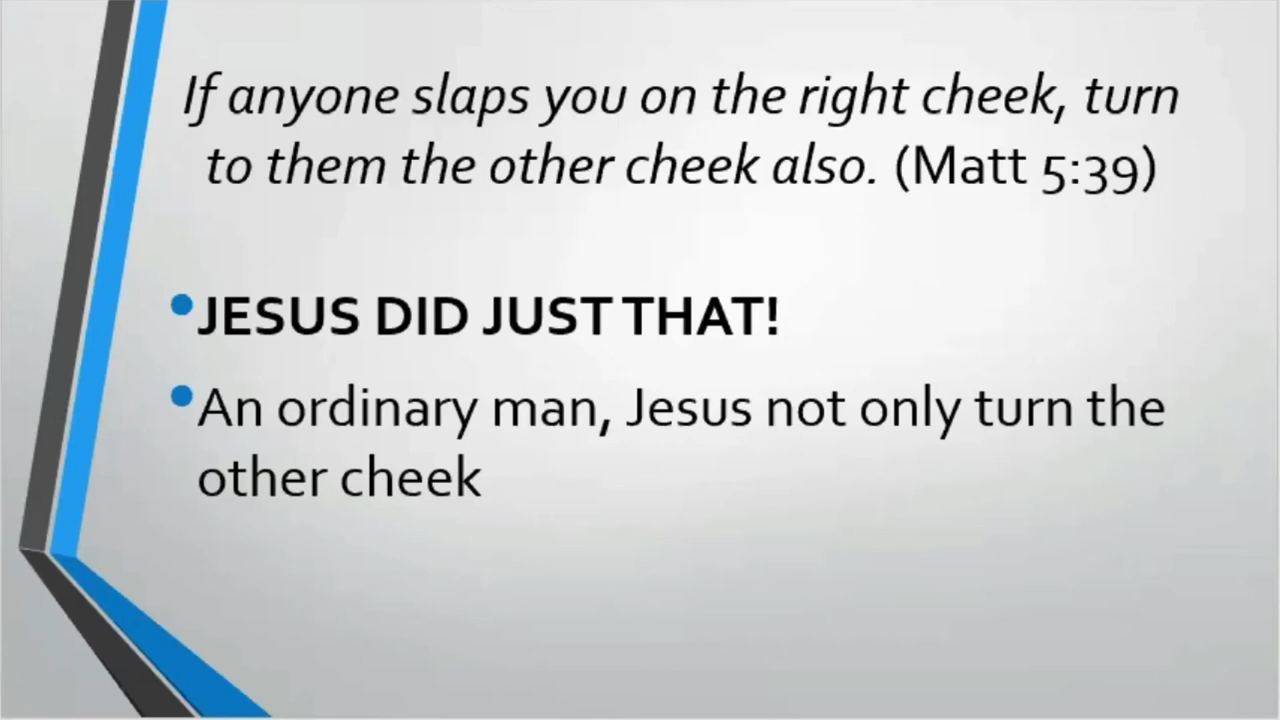 If anyone slaps you on the right cheek, turn
to them the other cheek also. (Matt 5:39)
•JESUS DID JUST THAT!
•An ordinary man, Jesus not only turn the
other cheek